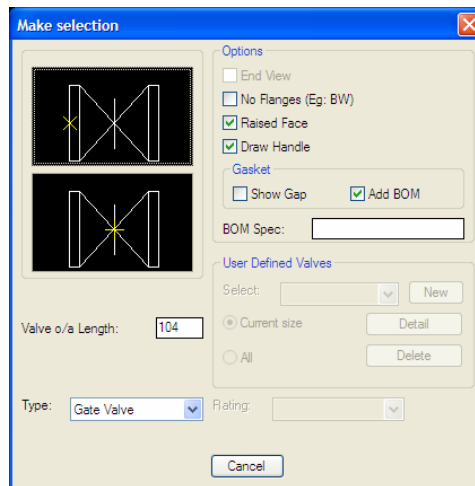 Make selection
Options
End View
No Flanges (Eg: BW)
Raised Face
Draw Handle
Gasket
Show Gap
Add BOM
BOM Spec:
User Defined Valves
Select:
New
Valve o/a Length:
104
Current size
Detail
All
Delete
Type:
Gate Valve
Rating:
Cancel